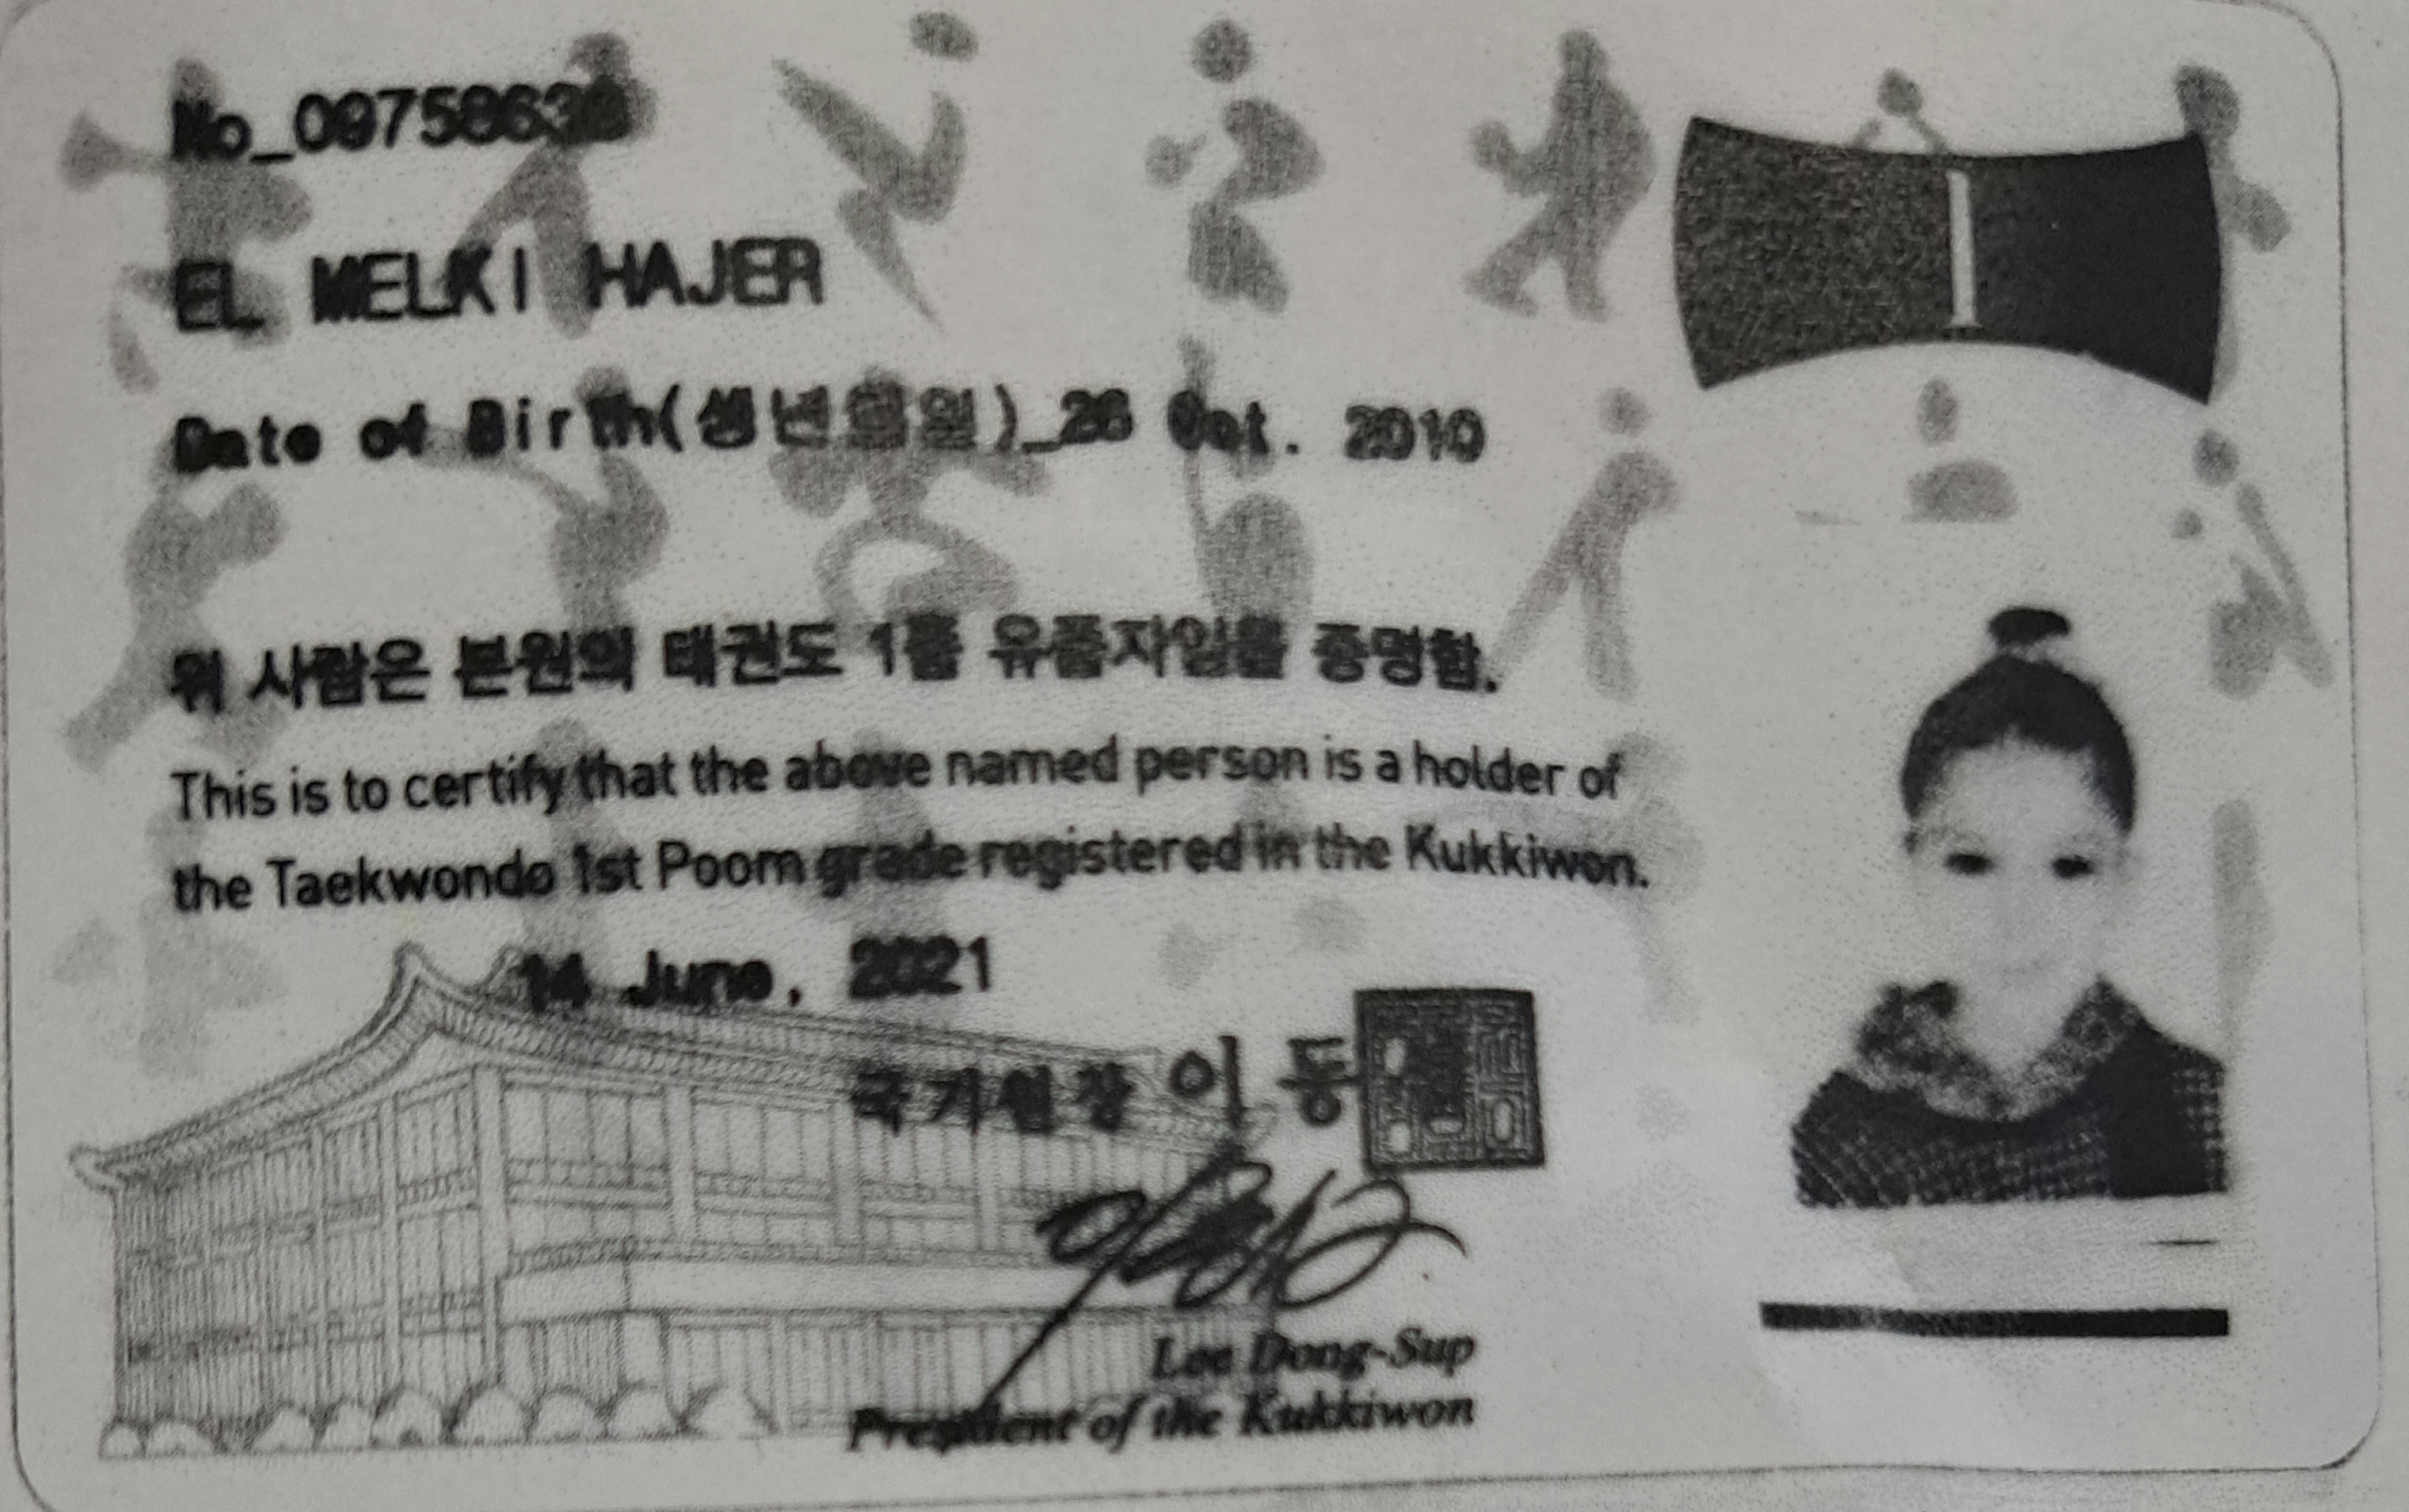 EL MELKI HAJER
Date of Birth(생년월일)_26 Oct. 2010
위 사람은 본원의 태권도 1품 유품자임을 증명함.
This is to certify that the above named person is a holder of
the Taekwondo 1st Poom grade registered in the Kukkiwon.
14 June, 2021
국기원장 이 동
Lee Dong-Sup
President of the Kukkiwon